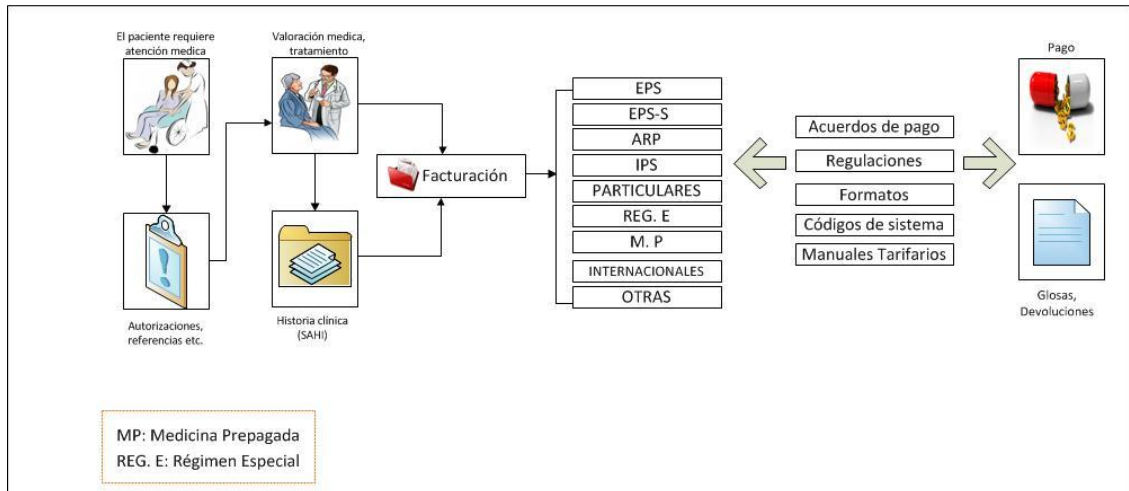 El paciente requiere
atención medica
Valoración medica,
tratamiento
Autorizaciones,
referencias etc.
Historia clínica
(SAHI)
Facturación
EPS
EPS-S
ARP
IPS
PARTICULARES
REG. E
M. P
INTERNACIONALES
OTRAS
Acuerdos de pago
Regulaciones
Formatos
Códigos de sistema
Manuales Tarifarios
Pago
Glosas,
Devoluciones
MP: Medicina Prepagada
REG. E: Régimen Especial